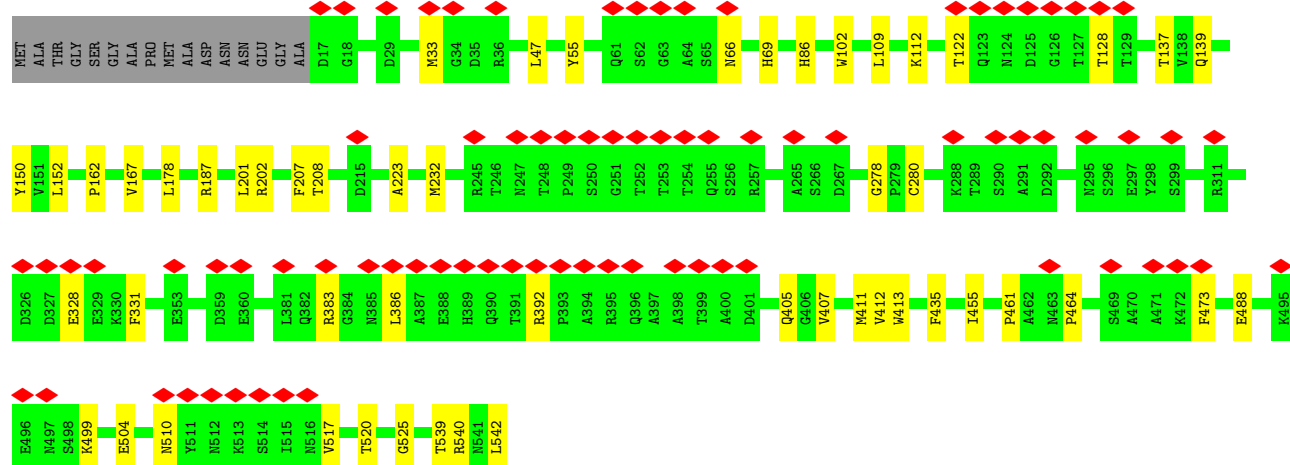 MET ALA THR GLY SER GLY ALA PRO MET ALA ASP ASN ASN GLU GLY ALA D17 G18 D29 M33 G34 D35 R36 L47 Y55 Q61 S62 G63 A64 S65 N66 H69 H86 W102 L109 K112 T122 Q123 N124 D125 G126 T127 T128 T129 T137 V138 Q139
Y150 V151 L152 P162 V167 L178 R187 L201 R202 F207 T208 D215 A223 M232 R245 T246 N247 T248 P249 S250 G251 T252 T253 T254 Q255 S256 R257 A265 S266 D267 G278 P279 C280 K288 T289 S290 A291 D292 N295 S296 E297 Y298 S299 R311
D326 D327 E328 E329 K330 F331 E353 D359 E360 L381 Q382 R383 G384 N385 L386 A387 E388 H389 Q390 T391 R392 P393 A394 R395 Q396 A397 A398 T399 A400 D401 Q405 G406 V407 M411 V412 W413 F435 I455 P461 A462 N463 P464 S469 A470 A471 K472 F473 E488 K495
E496 N497 S498 K499 E504 N510 Y511 N512 K513 S514 I515 N516 V517 T520 G525 T539 R540 N541 L542